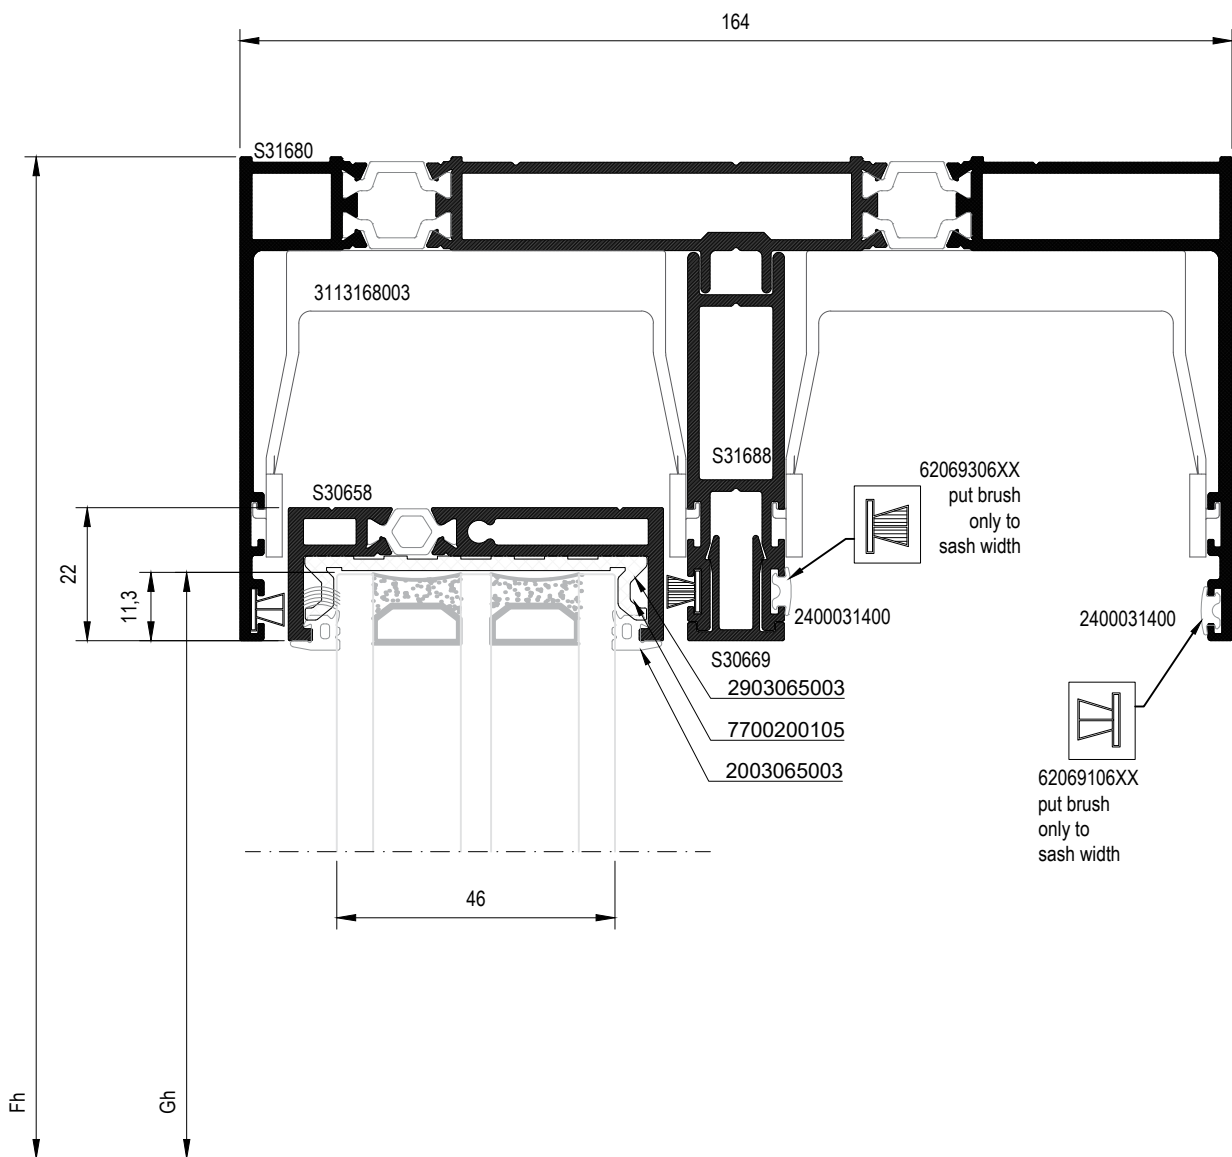 164
S31680
3113168003
S31688
62069306XX
put brush
only to
sash width
S30658
22
11,3
2400031400
2400031400
S30669
2903065003
7700200105
2003065003
62069106XX
put brush
only to
sash width
46
Fh
Gh